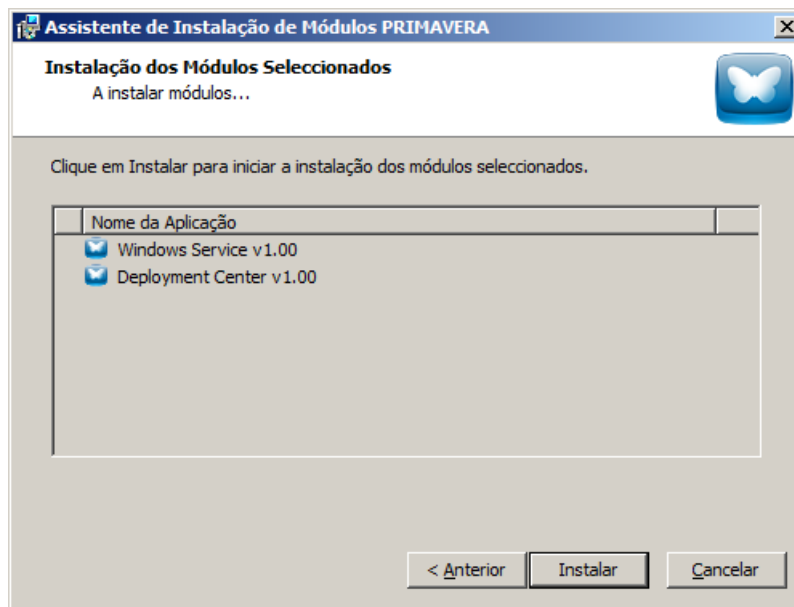 Assistente de Instalação de Módulos PRIMAVERA
Instalação dos Módulos Seleccionados
A instalar módulos...
Clique em Instalar para iniciar a instalação dos módulos seleccionados.
Nome da Aplicação
Windows Service v1.00
Deployment Center v1.00
< Anterior Instalar Cancelar